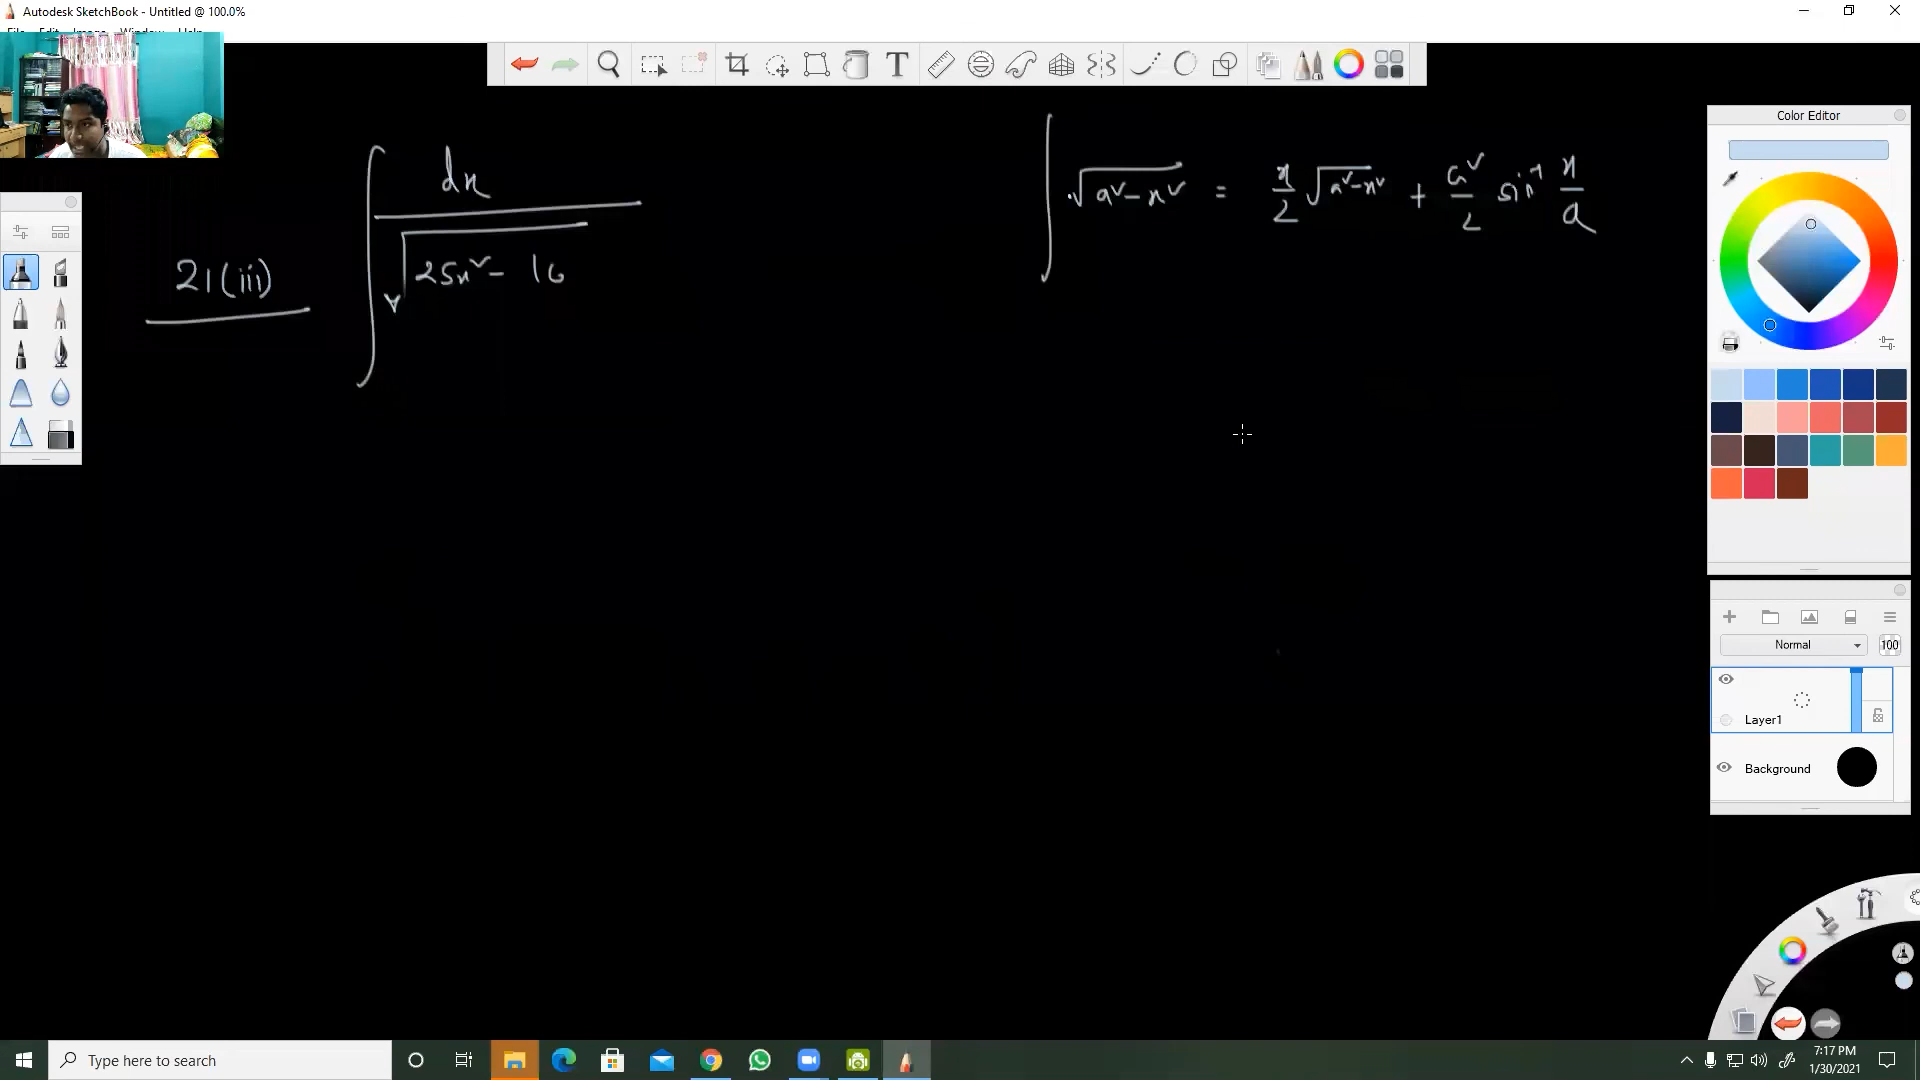 Autodesk SketchBook - Untitled @ 100.0%
Color Editor
21(iii) ∫ dx / √(25x² - 16)
∫ √(a² - x²) = x/2 √(a² - x²) + a²/2 sin⁻¹ x/a
Normal
100
Layer1
Background
Type here to search
7:17 PM
1/30/2021